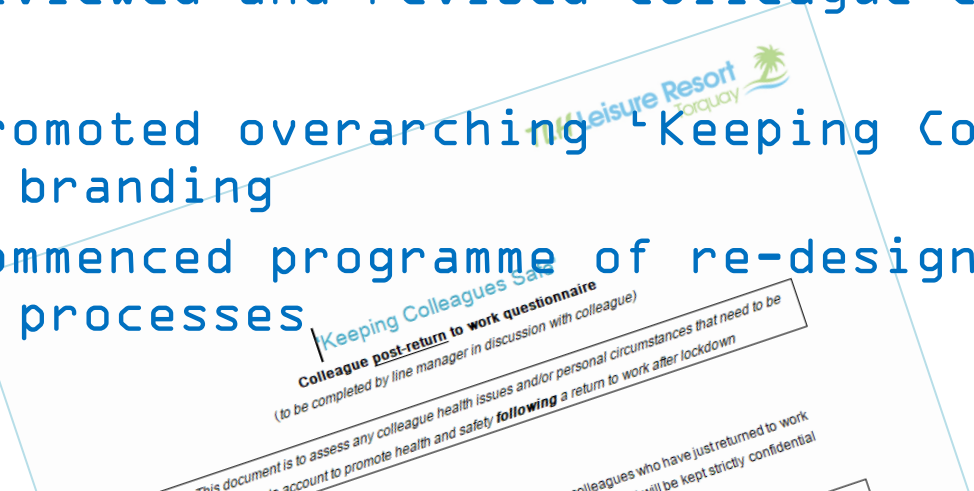 viewed and revised colleague
romoted overarching 'Keeping Co
branding
ommenced programme of re-design
processes
TLH Leisure Resort
Torquay
'Keeping Colleagues Safe'
Colleague post-return to work questionnaire
(to be completed by line manager in discussion with colleague)
This document is to assess any colleague health issues and/or personal circumstances that need to be
account to promote health and safety following a return to work after lockdown
colleagues who have just returned to work
will be kept strictly confidential